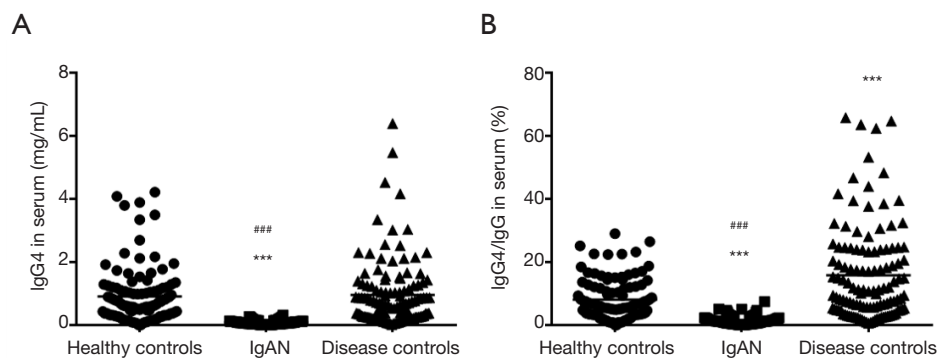 A
IgG4 in serum (mg/mL)
8
6
4
2
0
###
***
Healthy controls
IgAN
Disease controls
B
IgG4/IgG in serum (%)
80
60
40
20
0
###
***
***
Healthy controls
IgAN
Disease controls